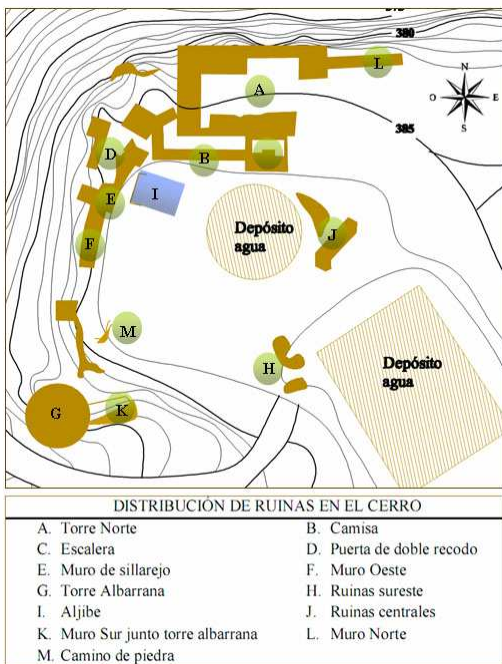 375
380
L
N
A
O E
S
385
D
B
E
I
Depósito
agua
J
F
M
Depósito
agua
H
G
K
DISTRIBUCIÓN DE RUINAS EN EL CERRO
A. Torre Norte B. Camisa
C. Escalera D. Puerta de doble recodo
E. Muro de sillarejo F. Muro Oeste
G. Torre Albarrana H. Ruinas sureste
I. Aljibe J. Ruinas centrales
K. Muro Sur junto torre albarrana L. Muro Norte
M. Camino de piedra